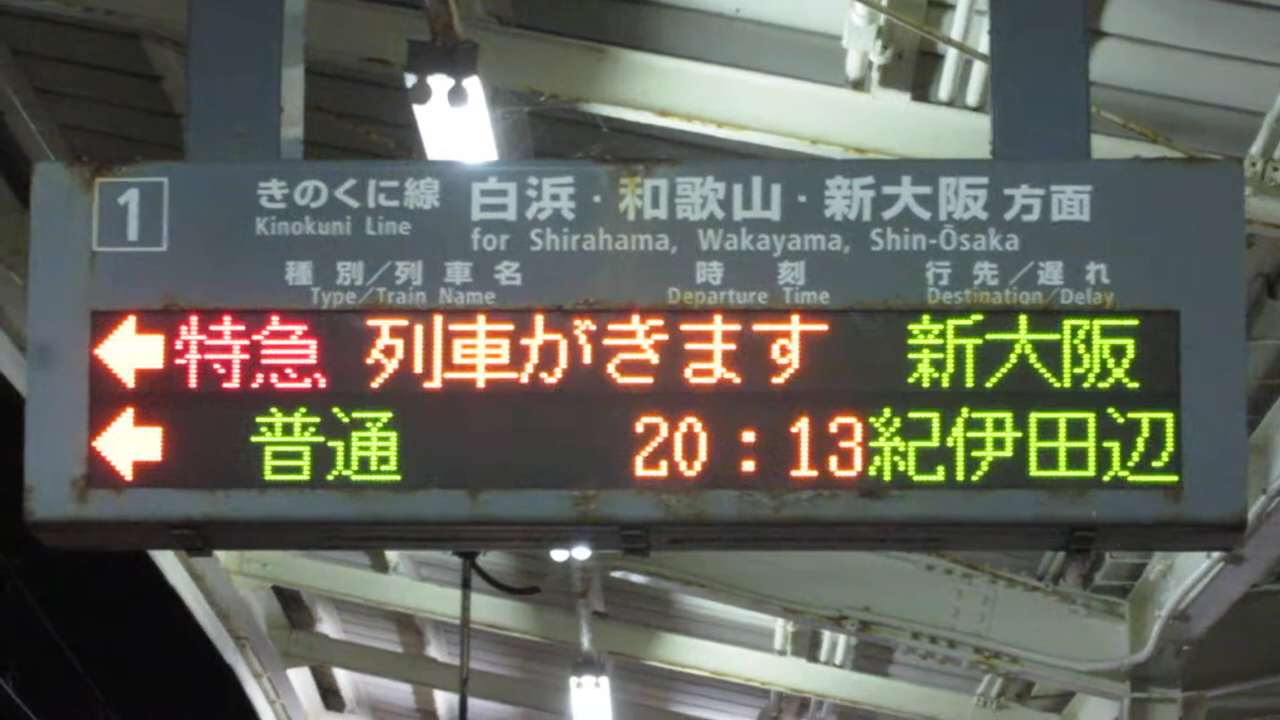 1 きのくに線 白浜・和歌山・新大阪 方面
Kinokuni Line for Shirahama, Wakayama, Shin-Ōsaka
種別/列車名 時刻 行先/遅れ
Type/Train Name Departure Time Destination/Delay
←特急 列車がきます 新大阪
← 普通 20:13 紀伊田辺